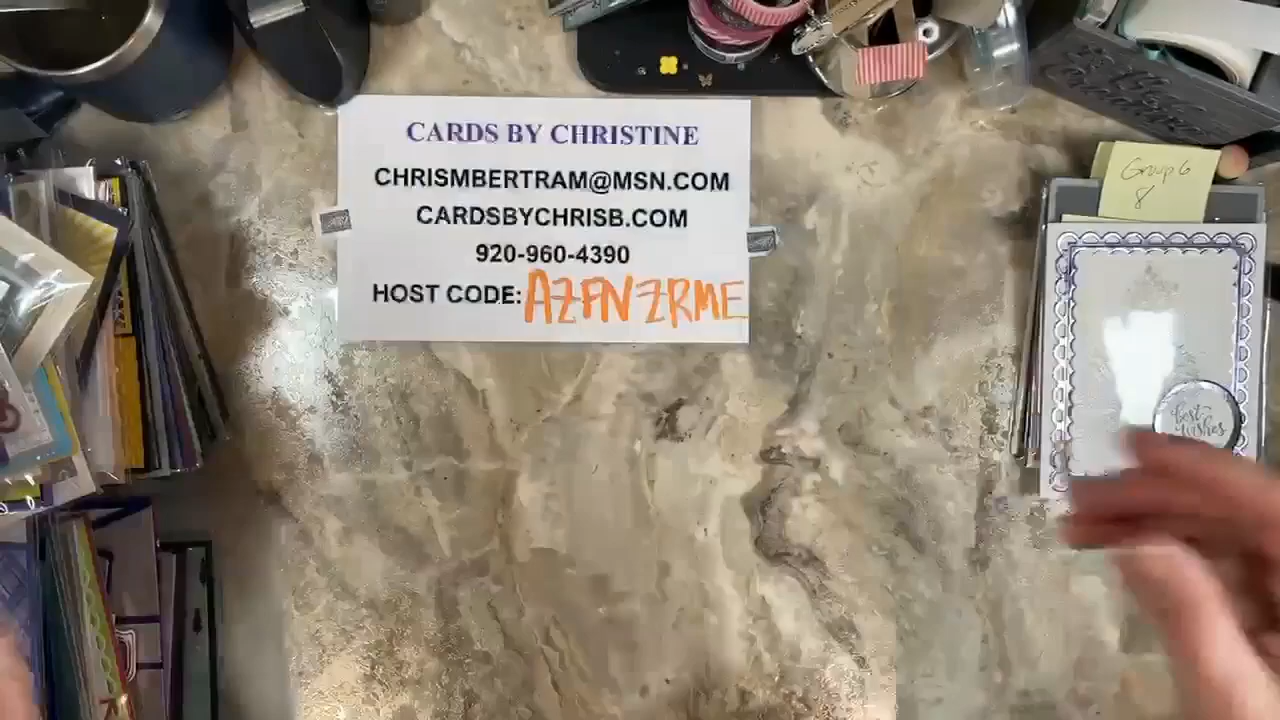 CARDS BY CHRISTINE
CHRISMBERTRAM@MSN.COM
CARDSBYCHRISB.COM
920-960-4390
HOST CODE: AZFNZRME
Group 6
8
best
wishes